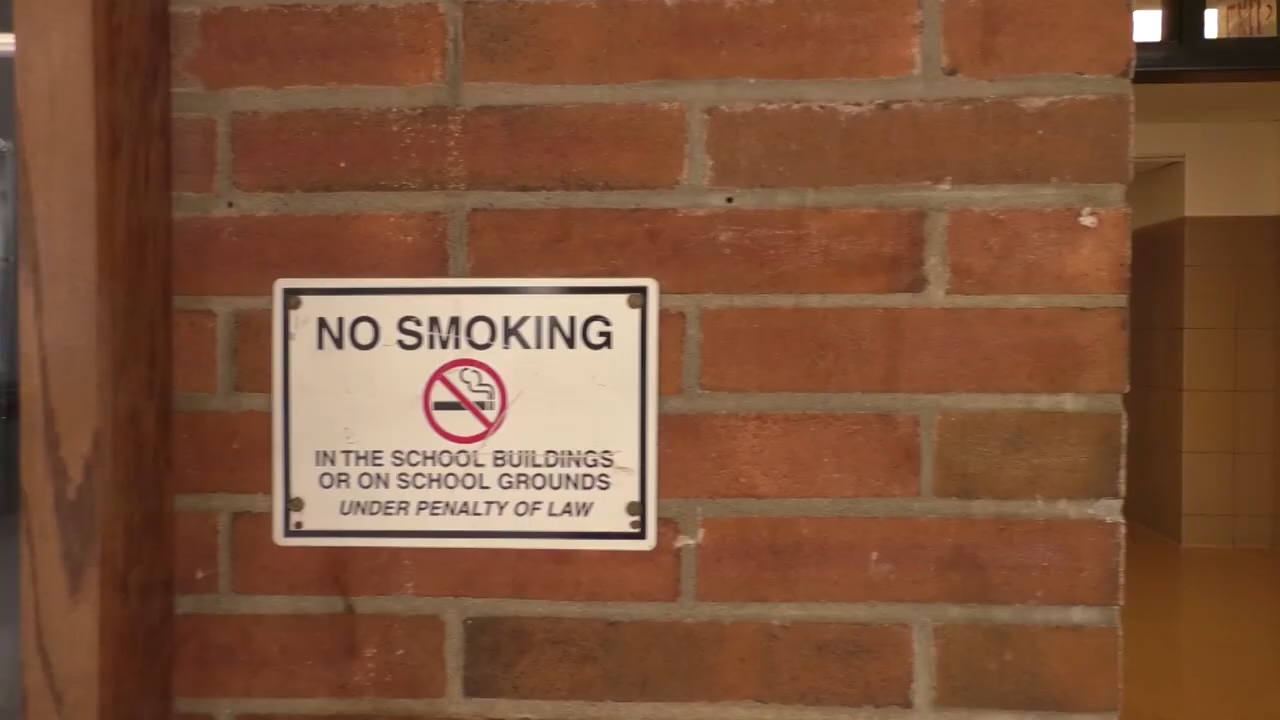 NO SMOKING
IN THE SCHOOL BUILDINGS
OR ON SCHOOL GROUNDS
UNDER PENALTY OF LAW